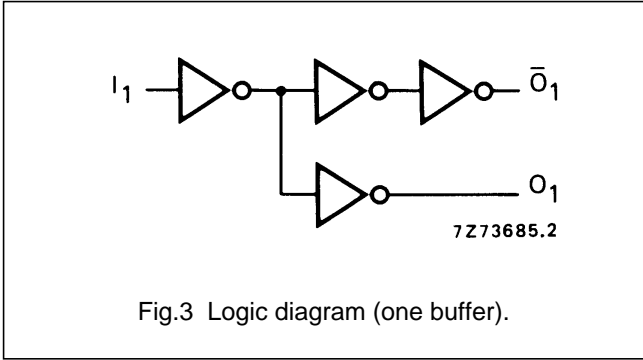 I₁
Ō₁
O₁
7Z73685.2
Fig.3 Logic diagram (one buffer).